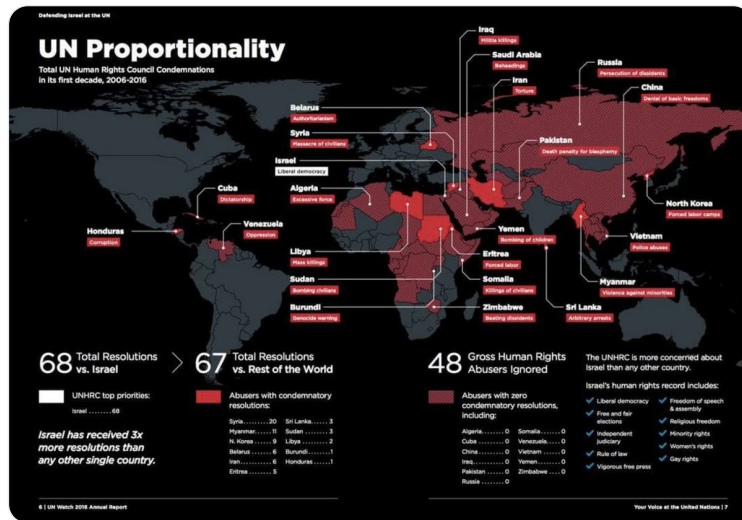 Defending Israel at the UN
UN Proportionality
Total UN Human Rights Council Condemnations
in its first decade, 2006-2016
Iraq
Militia killings
Saudi Arabia
Beheadings
Iran
Torture
Russia
Persecution of dissidents
China
Denial of basic freedoms
Belarus
Authoritarianism
Syria
Massacre of civilians
Israel
Liberal democracy
Pakistan
Death penalty for blasphemy
Cuba
Dictatorship
Algeria
Excessive force
North Korea
Forced labor camps
Honduras
Corruption
Venezuela
Oppression
Yemen
Bombing of children
Vietnam
Police abuses
Libya
Mass killings
Eritrea
Forced labor
Sudan
Bombing civilians
Somalia
Killings of civilians
Myanmar
Violence against minorities
Burundi
Genocide warning
Zimbabwe
Beating dissidents
Sri Lanka
Arbitrary arrests
68 Total Resolutions
vs. Israel
>
67 Total Resolutions
vs. Rest of the World
UNHRC top priorities:
Israel ........ 68
Israel has received 3x
more resolutions than
any other single country.
Abusers with condemnatory
resolutions:
Syria ........ 20
Myanmar ...... 11
N. Korea ..... 9
Belarus ...... 6
Iran ......... 6
Eritrea ...... 5
Sri Lanka .... 3
Sudan ........ 3
Libya ........ 2
Burundi ...... 1
Honduras ..... 1
48 Gross Human Rights
Abusers Ignored
Abusers with zero
condemnatory resolutions,
including:
Algeria ...... 0
Cuba ......... 0
China ........ 0
Iraq ......... 0
Pakistan ..... 0
Russia ....... 0
Somalia ...... 0
Venezuela .... 0
Vietnam ...... 0
Yemen ........ 0
Zimbabwe ..... 0
The UNHRC is more concerned about
Israel than any other country.
Israel's human rights record includes:
Liberal democracy
Free and fair
elections
Independent
judiciary
Rule of law
Vigorous free press
Freedom of speech
& assembly
Religious freedom
Minority rights
Women's rights
Gay rights
6 | UN Watch 2016 Annual Report
Your Voice at the United Nations | 7